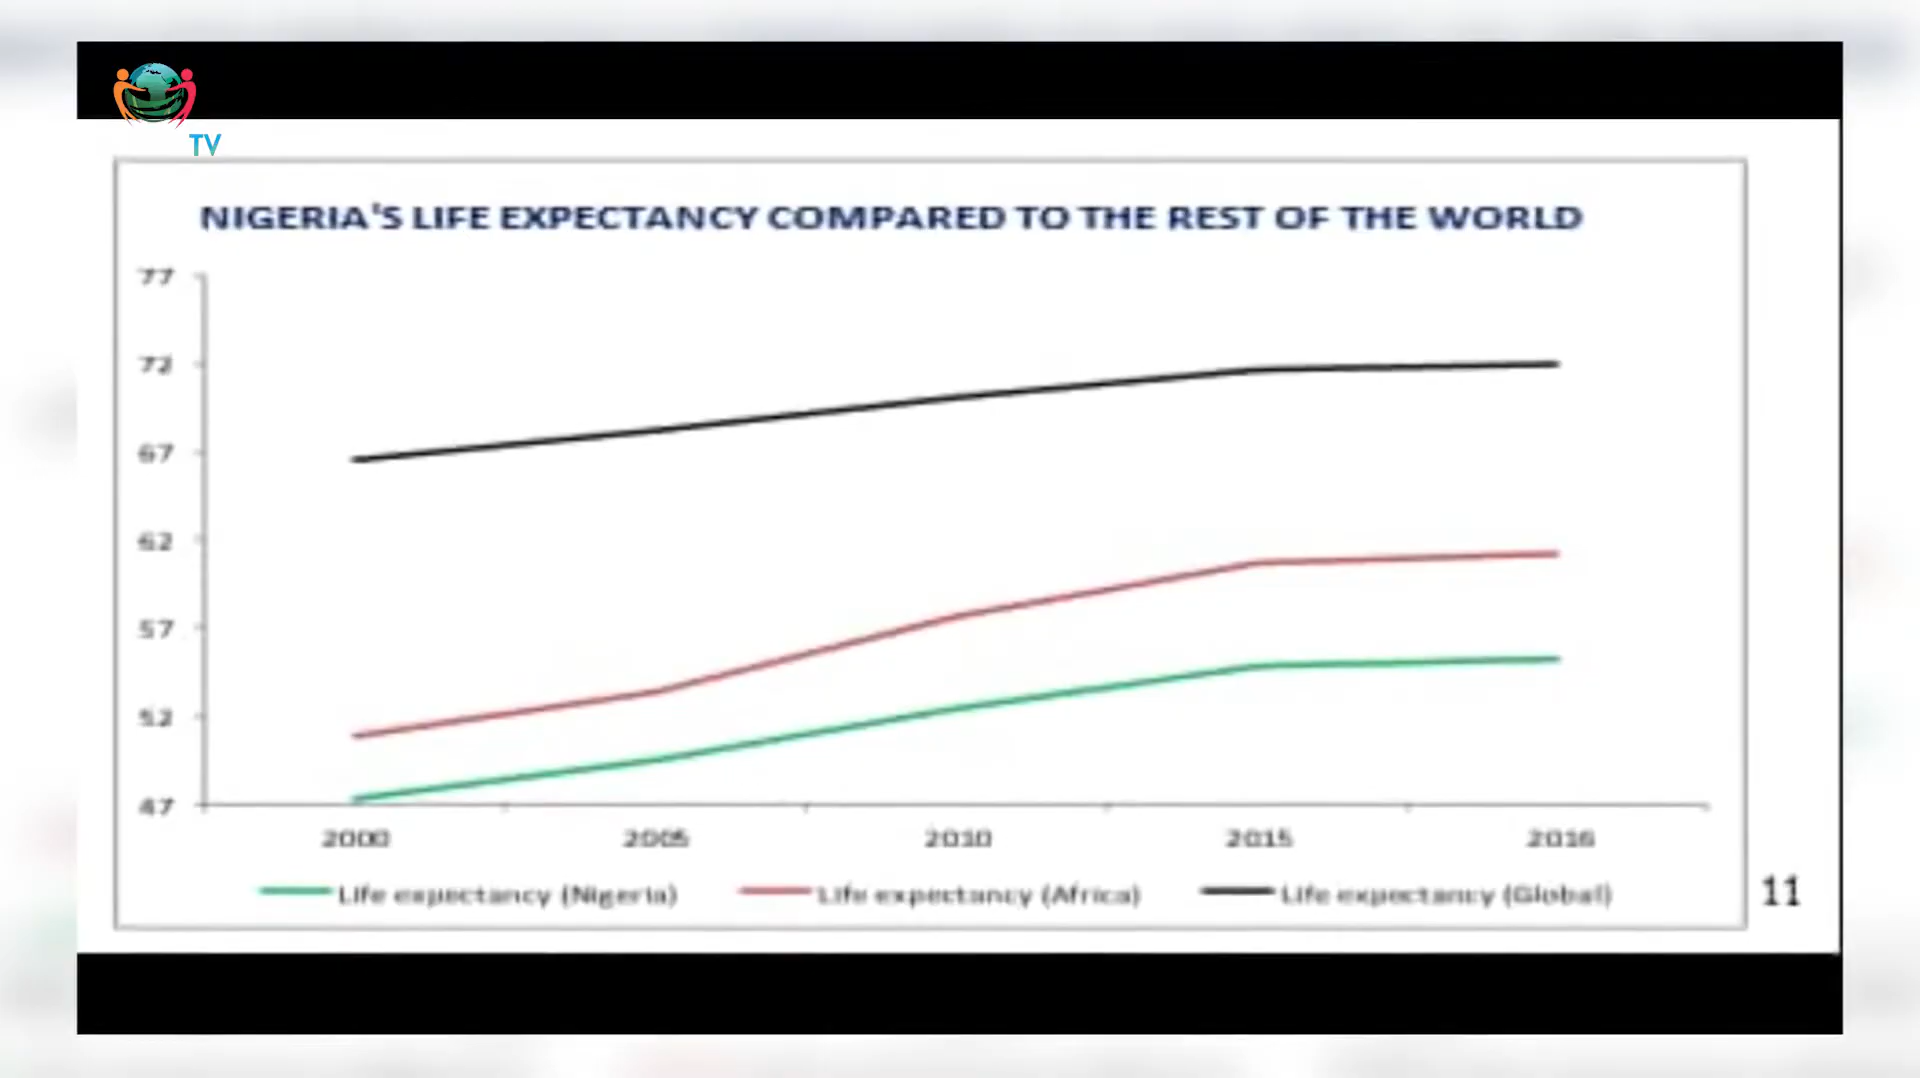 TV
NIGERIA'S LIFE EXPECTANCY COMPARED TO THE REST OF THE WORLD
77
72
67
62
57
52
47
2000 2005 2010 2015 2016
Life expectancy (Nigeria) Life expectancy (Africa) Life expectancy (Global)
11